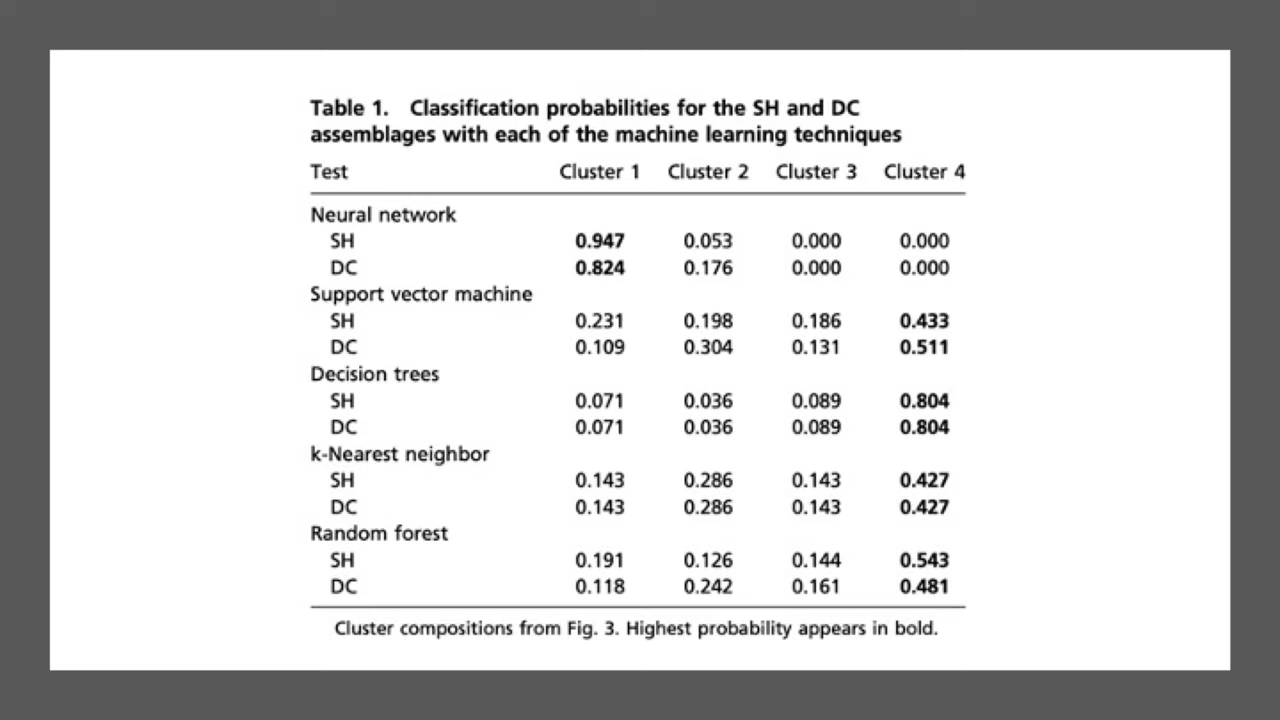 Table 1. Classification probabilities for the SH and DC
assemblages with each of the machine learning techniques
Test Cluster 1 Cluster 2 Cluster 3 Cluster 4
Neural network
SH 0.947 0.053 0.000 0.000
DC 0.824 0.176 0.000 0.000
Support vector machine
SH 0.231 0.198 0.186 0.433
DC 0.109 0.304 0.131 0.511
Decision trees
SH 0.071 0.036 0.089 0.804
DC 0.071 0.036 0.089 0.804
k-Nearest neighbor
SH 0.143 0.286 0.143 0.427
DC 0.143 0.286 0.143 0.427
Random forest
SH 0.191 0.126 0.144 0.543
DC 0.118 0.242 0.161 0.481
Cluster compositions from Fig. 3. Highest probability appears in bold.